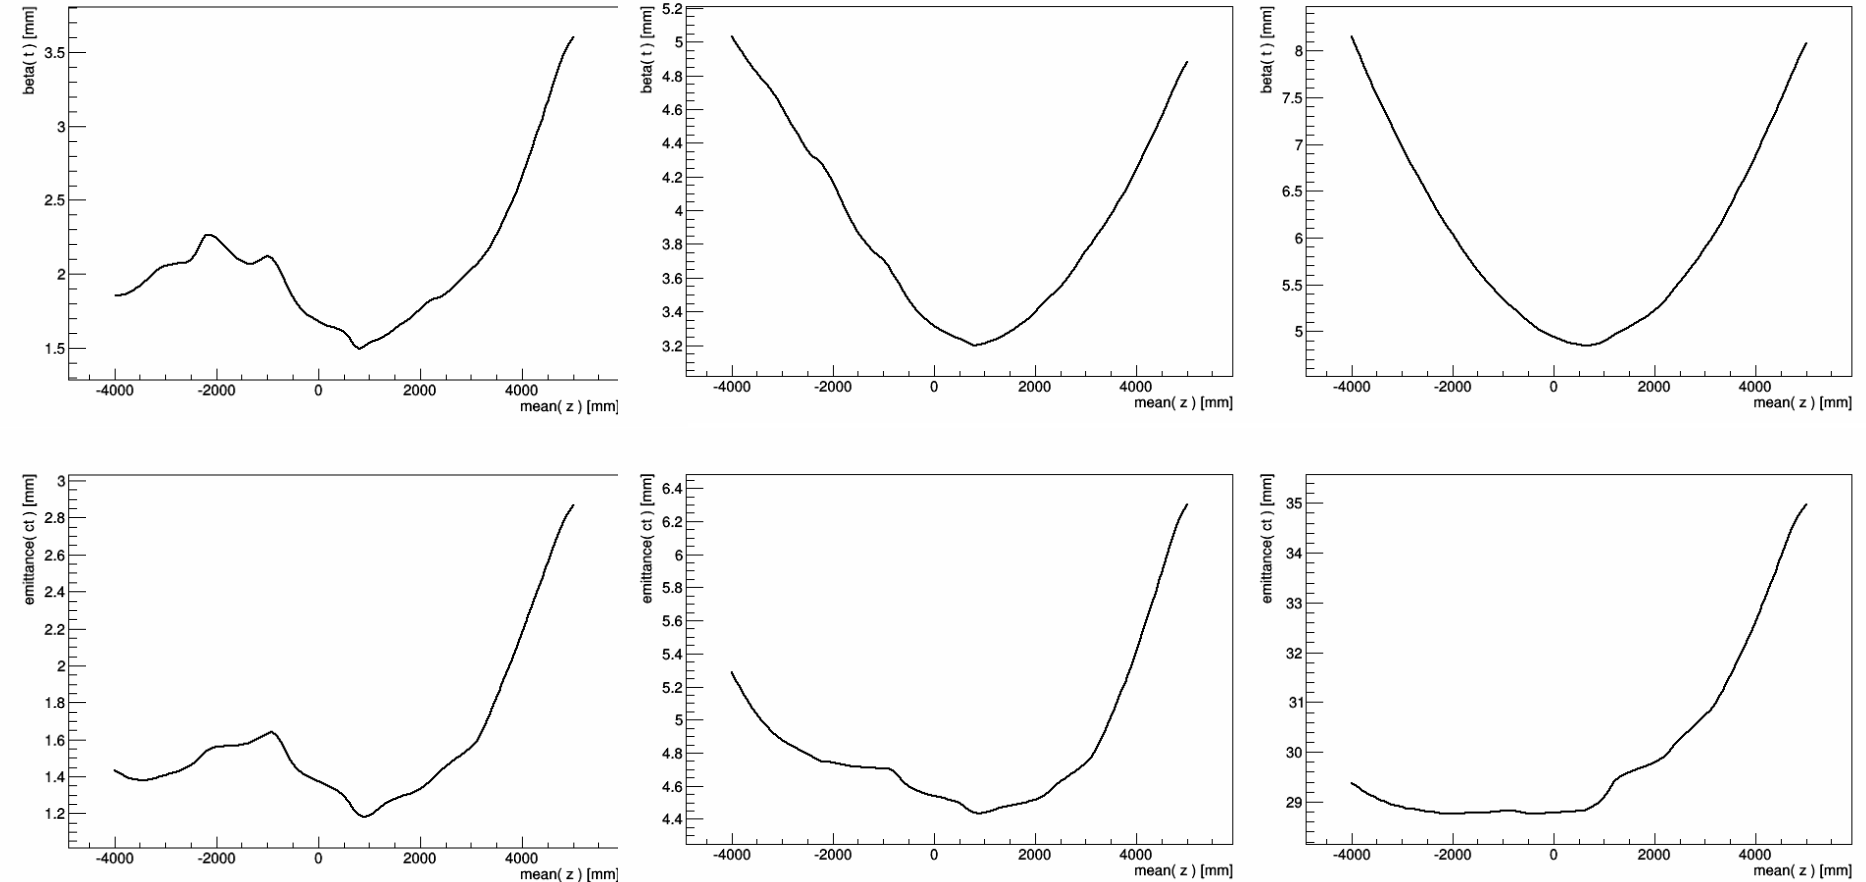 beta( t ) [mm]
3.5
3
2.5
2
1.5
-4000 -2000 0 2000 4000
mean( z ) [mm]
beta( t ) [mm]
5.2
5
4.8
4.6
4.4
4.2
4
3.8
3.6
3.4
3.2
-4000 -2000 0 2000 4000
mean( z ) [mm]
beta( t ) [mm]
8
7.5
7
6.5
6
5.5
5
-4000 -2000 0 2000 4000
mean( z ) [mm]
emittance( ct ) [mm]
3
2.8
2.6
2.4
2.2
2
1.8
1.6
1.4
1.2
-4000 -2000 0 2000 4000
mean( z ) [mm]
emittance( ct ) [mm]
6.4
6.2
6
5.8
5.6
5.4
5.2
5
4.8
4.6
4.4
-4000 -2000 0 2000 4000
mean( z ) [mm]
emittance( ct ) [mm]
35
34
33
32
31
30
29
-4000 -2000 0 2000 4000
mean( z ) [mm]